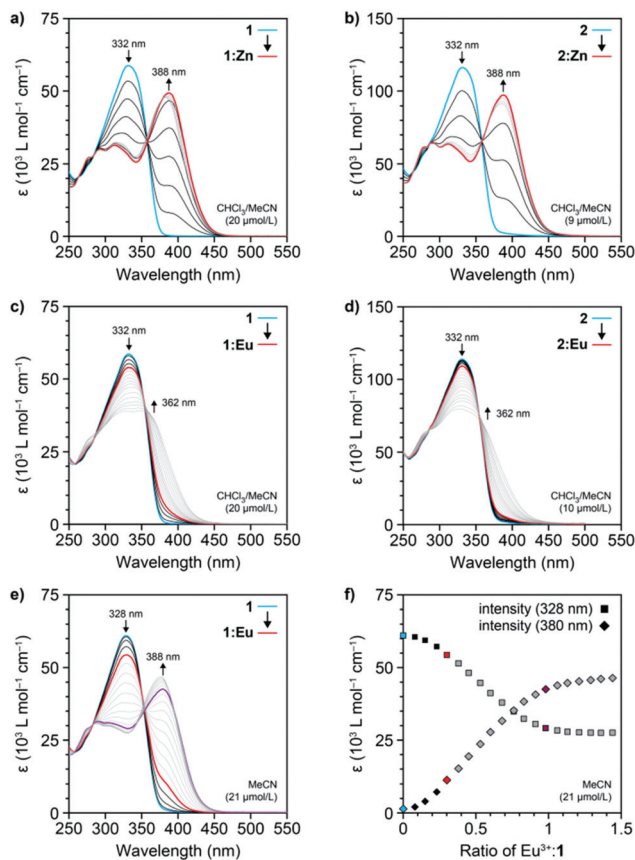 a)
75
50
25
0
ε (10³ L mol⁻¹ cm⁻¹)
332 nm
388 nm
1
1:Zn
CHCl₃/MeCN
(20 µmol/L)
250 300 350 400 450 500 550
Wavelength (nm)
b)
150
100
50
0
ε (10³ L mol⁻¹ cm⁻¹)
332 nm
388 nm
2
2:Zn
CHCl₃/MeCN
(9 µmol/L)
250 300 350 400 450 500 550
Wavelength (nm)
c)
75
50
25
0
ε (10³ L mol⁻¹ cm⁻¹)
332 nm
362 nm
1
1:Eu
CHCl₃/MeCN
(20 µmol/L)
250 300 350 400 450 500 550
Wavelength (nm)
d)
150
100
50
0
ε (10³ L mol⁻¹ cm⁻¹)
332 nm
362 nm
2
2:Eu
CHCl₃/MeCN
(10 µmol/L)
250 300 350 400 450 500 550
Wavelength (nm)
e)
75
50
25
0
ε (10³ L mol⁻¹ cm⁻¹)
328 nm
388 nm
1
1:Eu
MeCN
(21 µmol/L)
250 300 350 400 450 500 550
Wavelength (nm)
f)
75
50
25
0
ε (10³ L mol⁻¹ cm⁻¹)
intensity (328 nm)
intensity (380 nm)
MeCN
(21 µmol/L)
0 0.5 1 1.5
Ratio of Eu³⁺:1